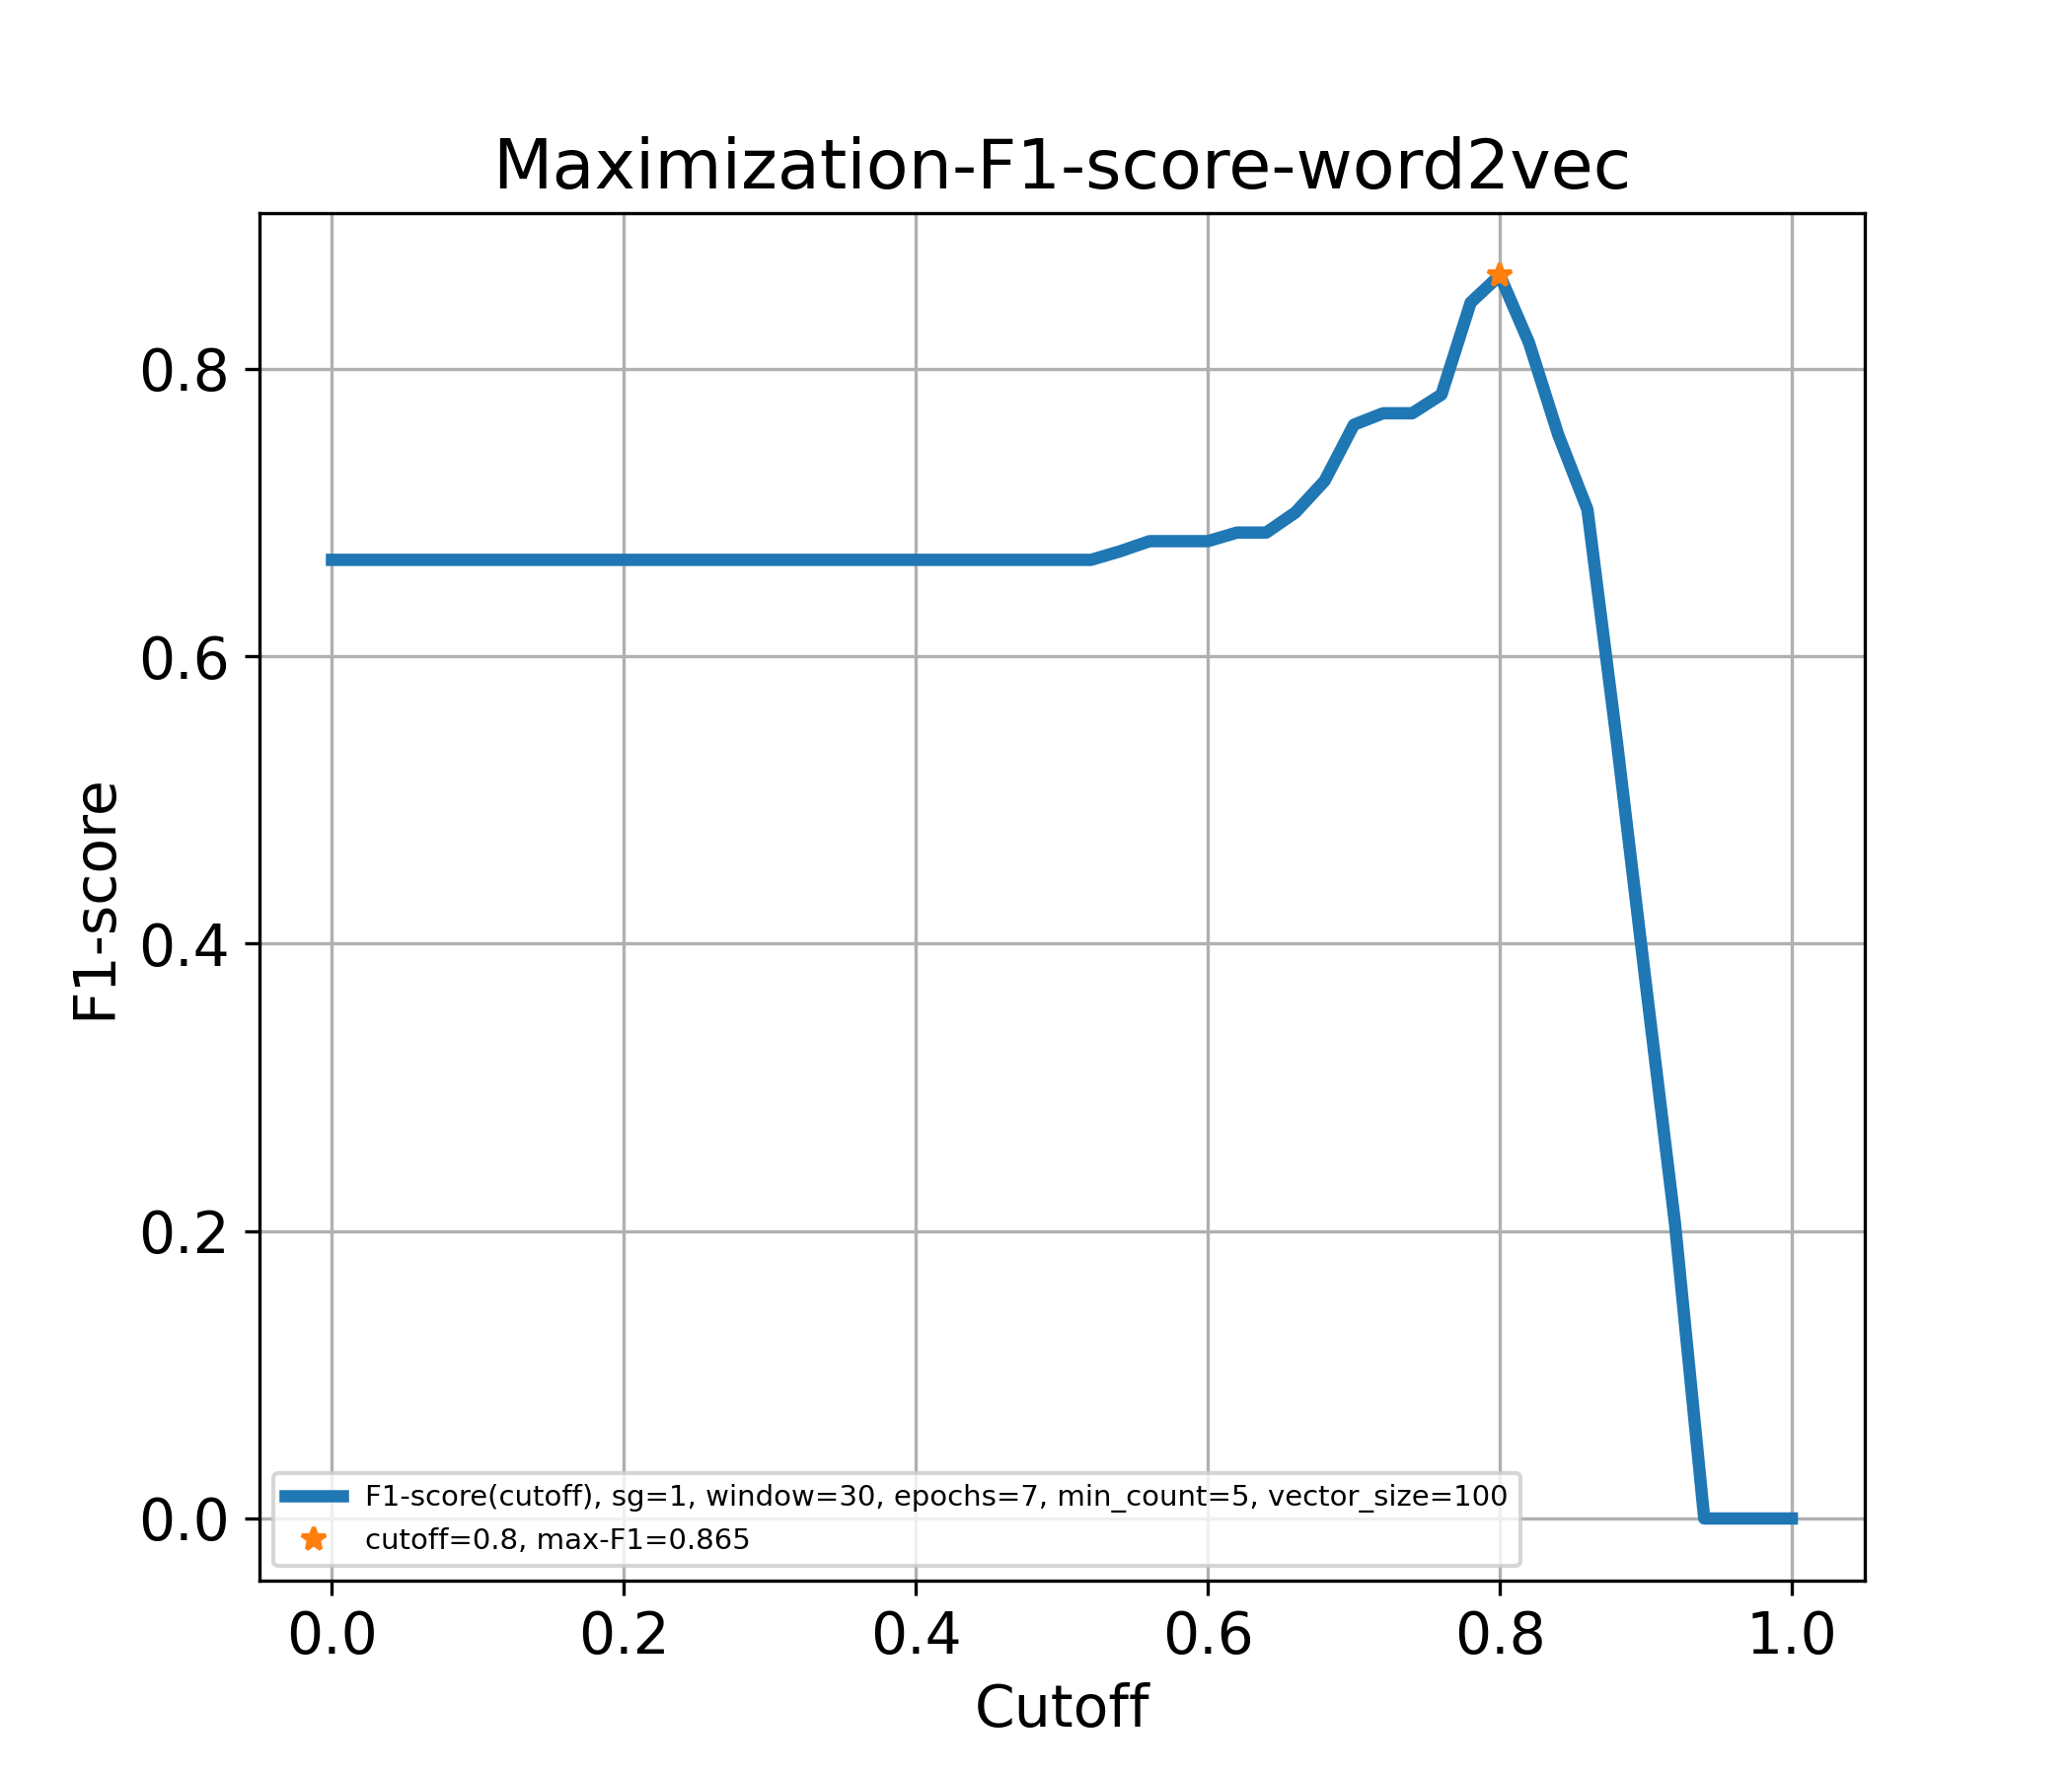 Maximization-F1-score-word2vec
F1-score
0.8
0.6
0.4
0.2
0.0
F1-score(cutoff), sg=1, window=30, epochs=7, min_count=5, vector_size=100
cutoff=0.8, max-F1=0.865
0.0 0.2 0.4 0.6 0.8 1.0
Cutoff